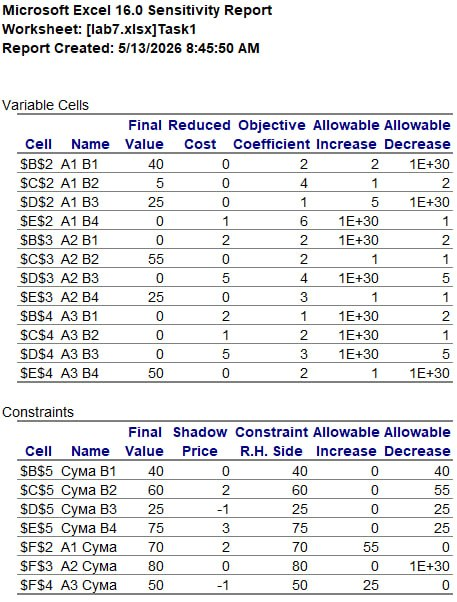 Microsoft Excel 16.0 Sensitivity Report
Worksheet: [lab7.xlsx]Task1
Report Created: 5/13/2026 8:45:50 AM
Variable Cells
Final Reduced Objective Allowable Allowable
Cell Name Value Cost Coefficient Increase Decrease
$B$2 A1 B1 40 0 2 2 1E+30
$C$2 A1 B2 5 0 4 1 2
$D$2 A1 B3 25 0 1 5 1E+30
$E$2 A1 B4 0 1 6 1E+30 1
$B$3 A2 B1 0 2 2 1E+30 2
$C$3 A2 B2 55 0 2 1 1
$D$3 A2 B3 0 5 4 1E+30 5
$E$3 A2 B4 25 0 3 1 1
$B$4 A3 B1 0 2 1 1E+30 2
$C$4 A3 B2 0 1 2 1E+30 1
$D$4 A3 B3 0 5 3 1E+30 5
$E$4 A3 B4 50 0 2 1 1E+30
Constraints
Final Shadow Constraint Allowable Allowable
Cell Name Value Price R.H. Side Increase Decrease
$B$5 Сума B1 40 0 40 0 40
$C$5 Сума B2 60 2 60 0 55
$D$5 Сума B3 25 -1 25 0 25
$E$5 Сума B4 75 3 75 0 25
$F$2 A1 Сума 70 2 70 55 0
$F$3 A2 Сума 80 0 80 0 1E+30
$F$4 A3 Сума 50 -1 50 25 0